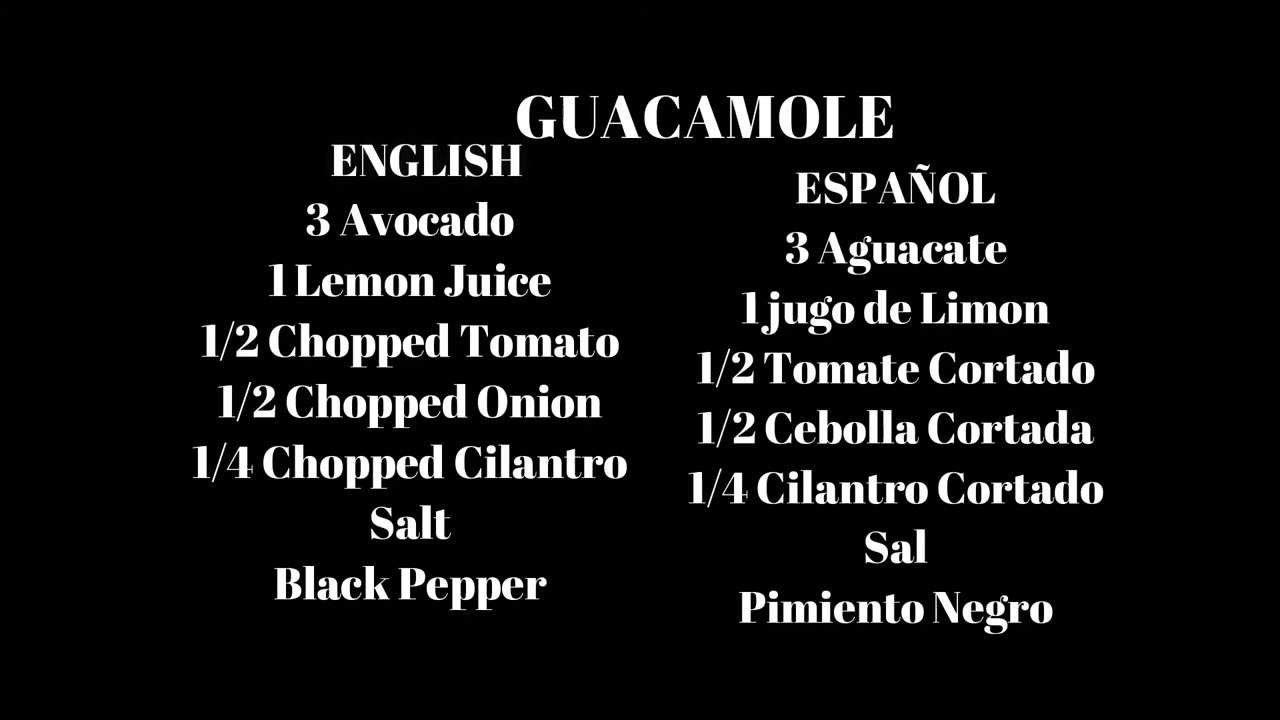 GUACAMOLE
ENGLISH
3 Avocado
1 Lemon Juice
1/2 Chopped Tomato
1/2 Chopped Onion
1/4 Chopped Cilantro
Salt
Black Pepper
ESPAÑOL
3 Aguacate
1 jugo de Limon
1/2 Tomate Cortado
1/2 Cebolla Cortada
1/4 Cilantro Cortado
Sal
Pimiento Negro